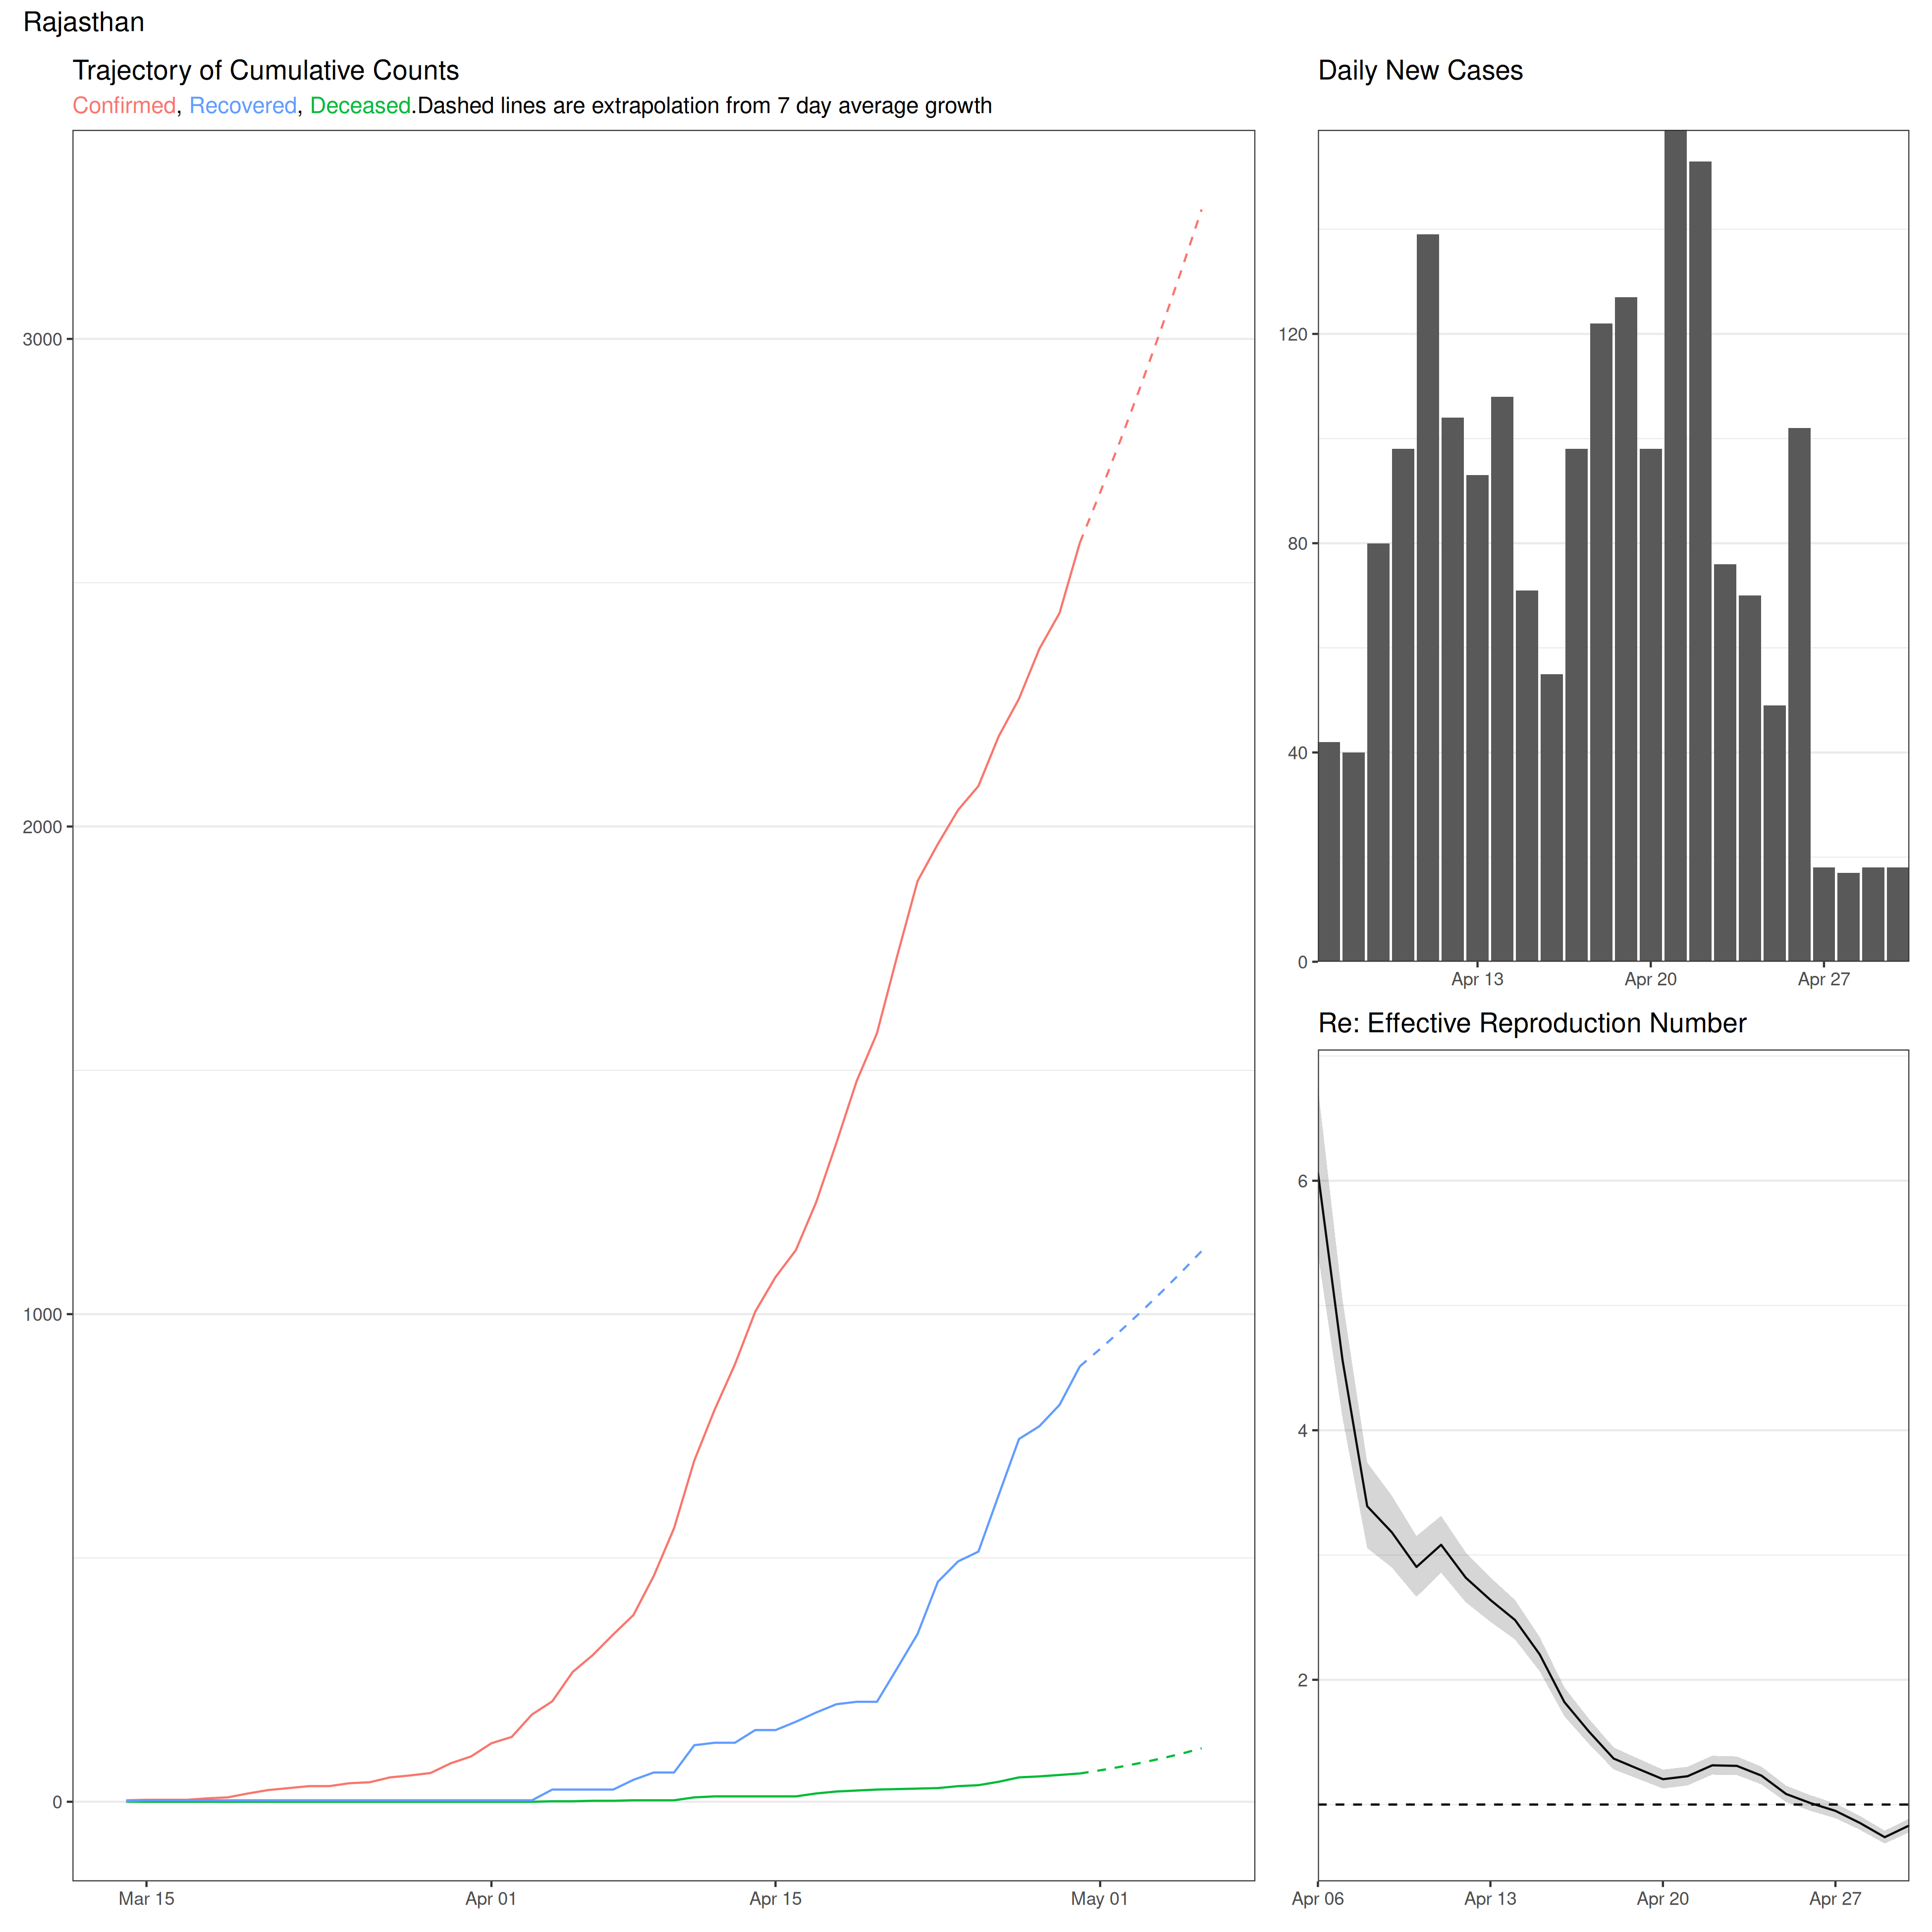 Rajasthan
Trajectory of Cumulative Counts
Confirmed, Recovered, Deceased.Dashed lines are extrapolation from 7 day average growth
3000
2000
1000
0
Mar 15
Apr 01
Apr 15
May 01
Daily New Cases
120
80
40
0
Apr 13
Apr 20
Apr 27
Re: Effective Reproduction Number
6
4
2
Apr 06
Apr 13
Apr 20
Apr 27